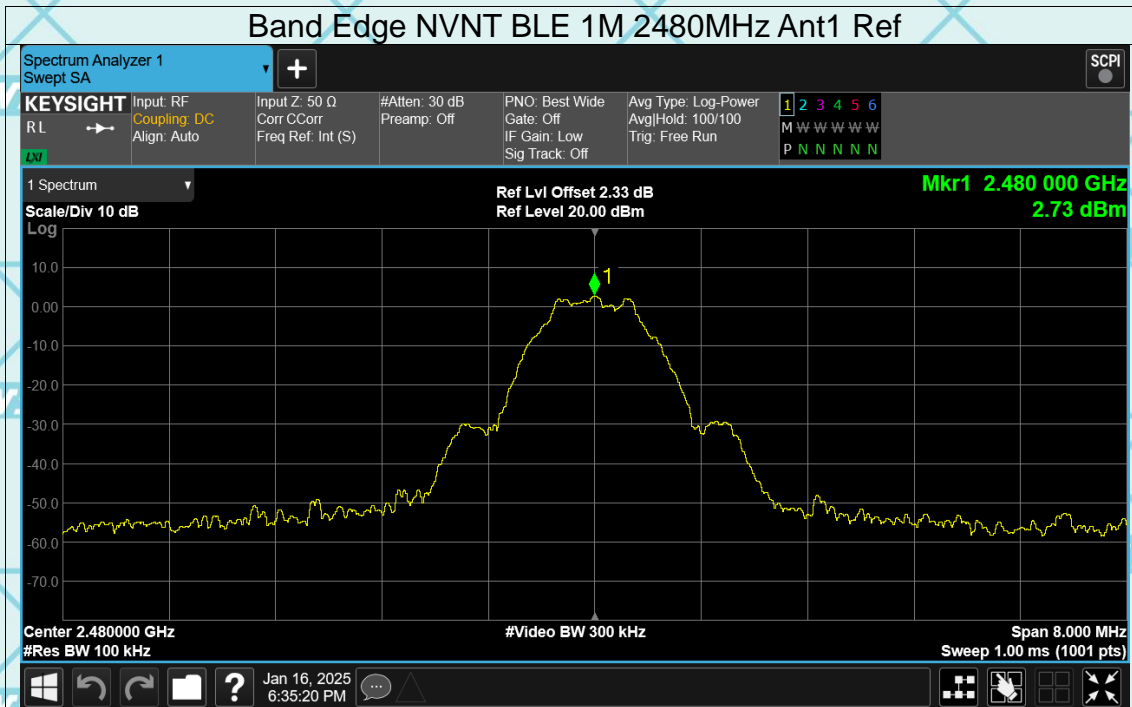 Band Edge NVNT BLE 1M 2480MHz Ant1 Ref
Spectrum Analyzer 1
Swept SA
+
SCPI
KEYSIGHT
R L
LXI
Input: RF
Coupling: DC
Align: Auto
Input Z: 50 Ω
Corr CCorr
Freq Ref: Int (S)
#Atten: 30 dB
Preamp: Off
PNO: Best Wide
Gate: Off
IF Gain: Low
Sig Track: Off
Avg Type: Log-Power
Avg|Hold: 100/100
Trig: Free Run
1 2 3 4 5 6
M W W W W W
P N N N N N
1 Spectrum
Scale/Div 10 dB
Log
Ref Lvl Offset 2.33 dB
Ref Level 20.00 dBm
Mkr1 2.480 000 GHz
2.73 dBm
1
10.0
0.00
-10.0
-20.0
-30.0
-40.0
-50.0
-60.0
-70.0
Center 2.480000 GHz
#Res BW 100 kHz
#Video BW 300 kHz
Span 8.000 MHz
Sweep 1.00 ms (1001 pts)
?
Jan 16, 2025
6:35:20 PM